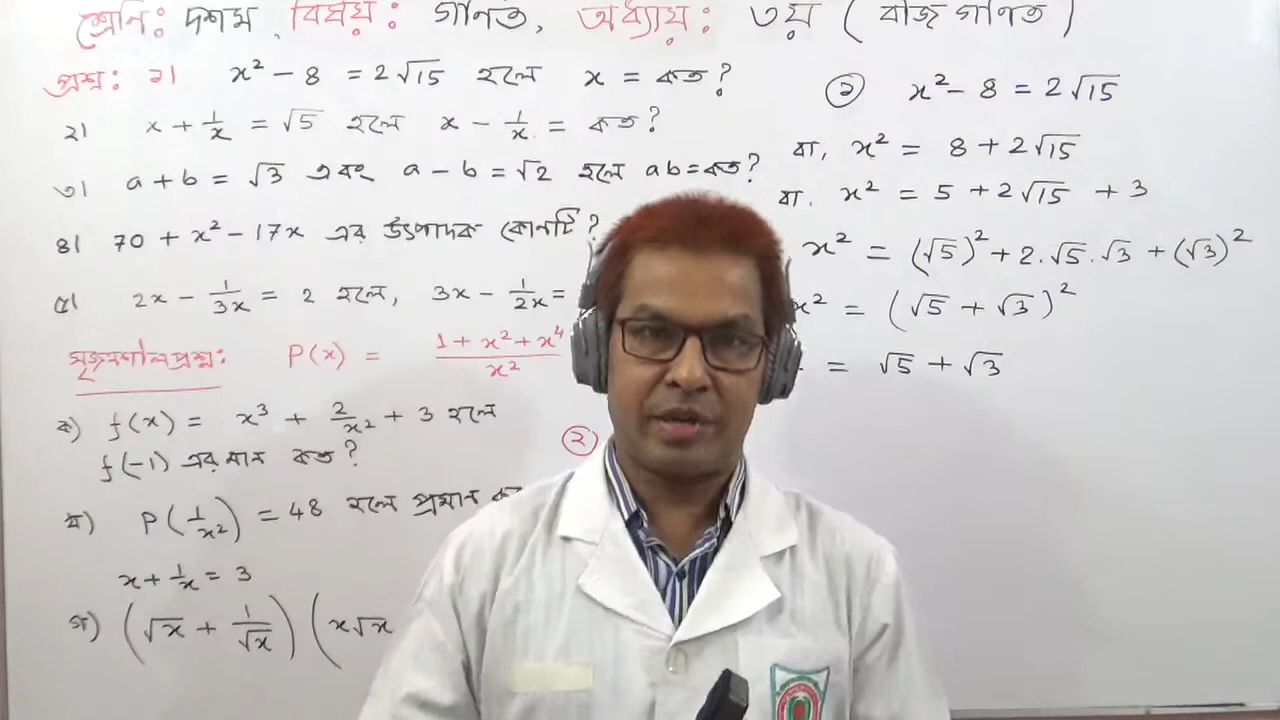 শ্রেনি: দশম, বিষয়: গণিত, অধ্যায়: ৩য় (বীজ গণিত)
প্রশ্ন: ১। x² - 8 = 2√15 হলে x = কত?
২। x + 1/x = √5 হলে x - 1/x = কত?
৩। a + b = √3 এবং a - b = √2 হলে ab = কত?
৪। 70 + x² - 17x এর উৎপাদক কোনটি?
৫। 2x - 1/3x = 2 হলে, 3x - 1/2x =
সৃজনশীল প্রশ্ন: P(x) = 1 + x² + x⁴ / x²
ক) f(x) = x³ + 2/x² + 3 হলে
f(-1) এর মান কত?
P(1/x²) = 48 হলে প্রমান
x + 1/x = 3
গ) (√x + 1/√x) (x√x
① x² - 8 = 2√15
বা, x² = 8 + 2√15
বা, x² = 5 + 2√15 + 3
x² = (√5)² + 2.√5.√3 + (√3)²
x² = (√5 + √3)²
= √5 + √3
②